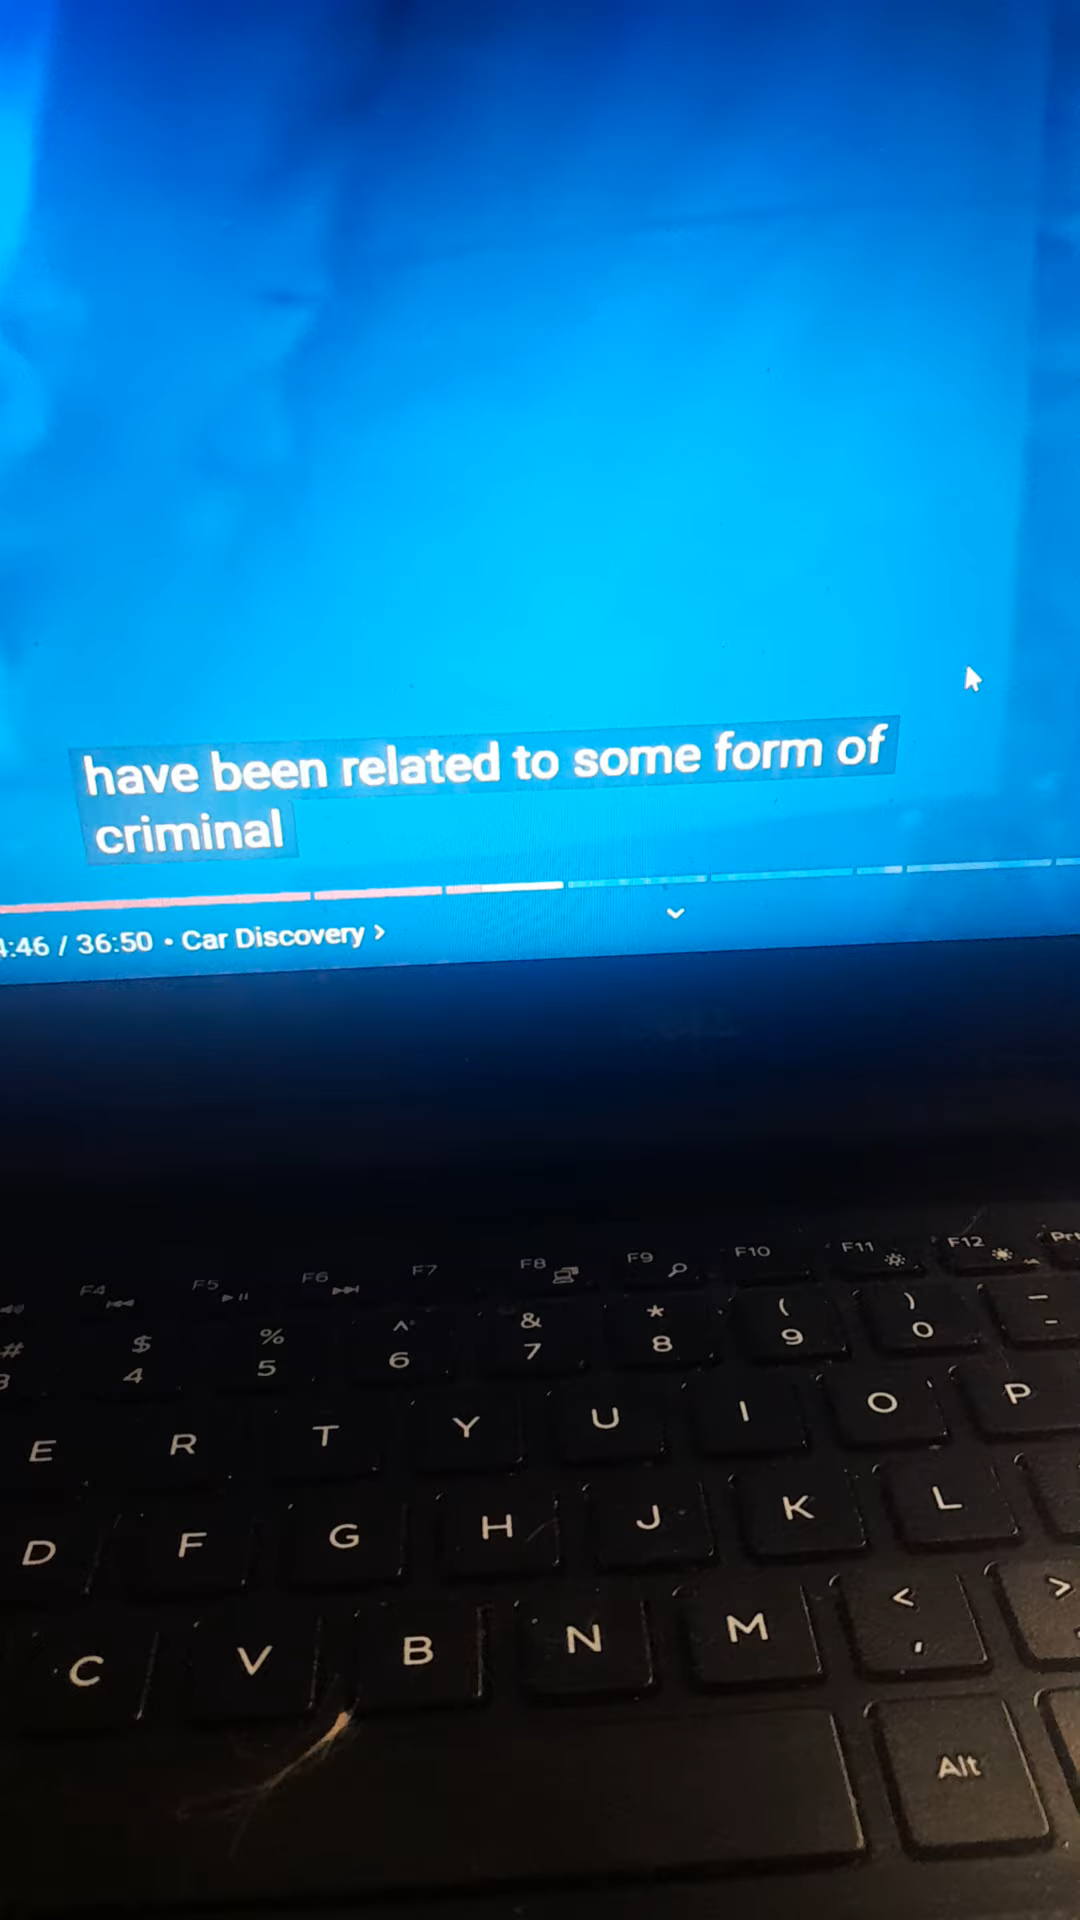 have been related to some form of
criminal
:46 / 36:50 • Car Discovery >
F4 F5 F6 F7 F8 F9 F10 F11 F12
# $ % ^ & * ( ) —
3 4 5 6 7 8 9 0 -
E R T Y U I O P
D F G H J K L
C V B N M < >
,
Alt